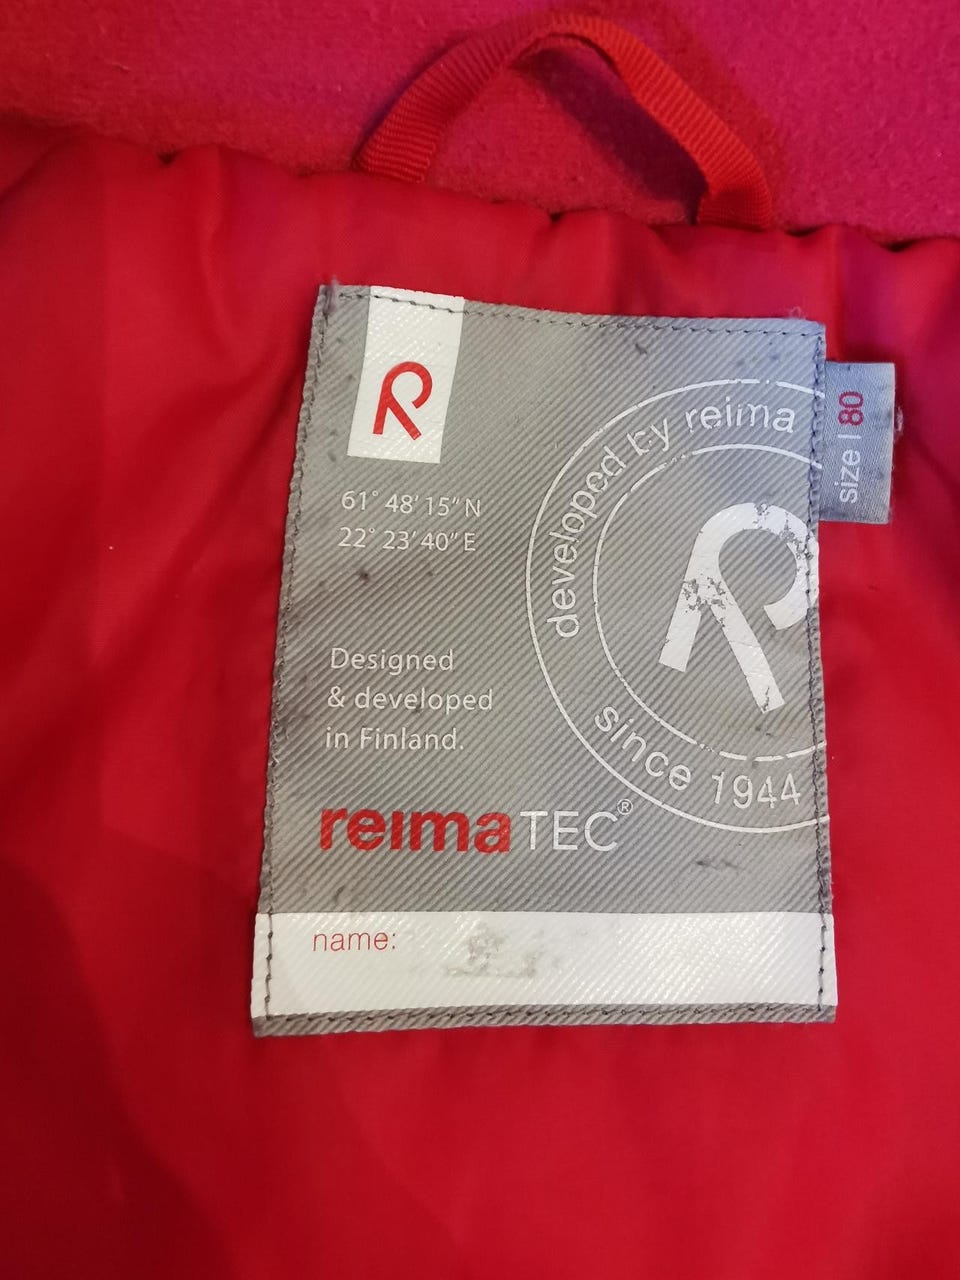 R
61° 48' 15" N
22° 23' 40" E
developed by reima
since 1944
size | 80
Designed
& developed
in Finland.
reimaTEC®
name: